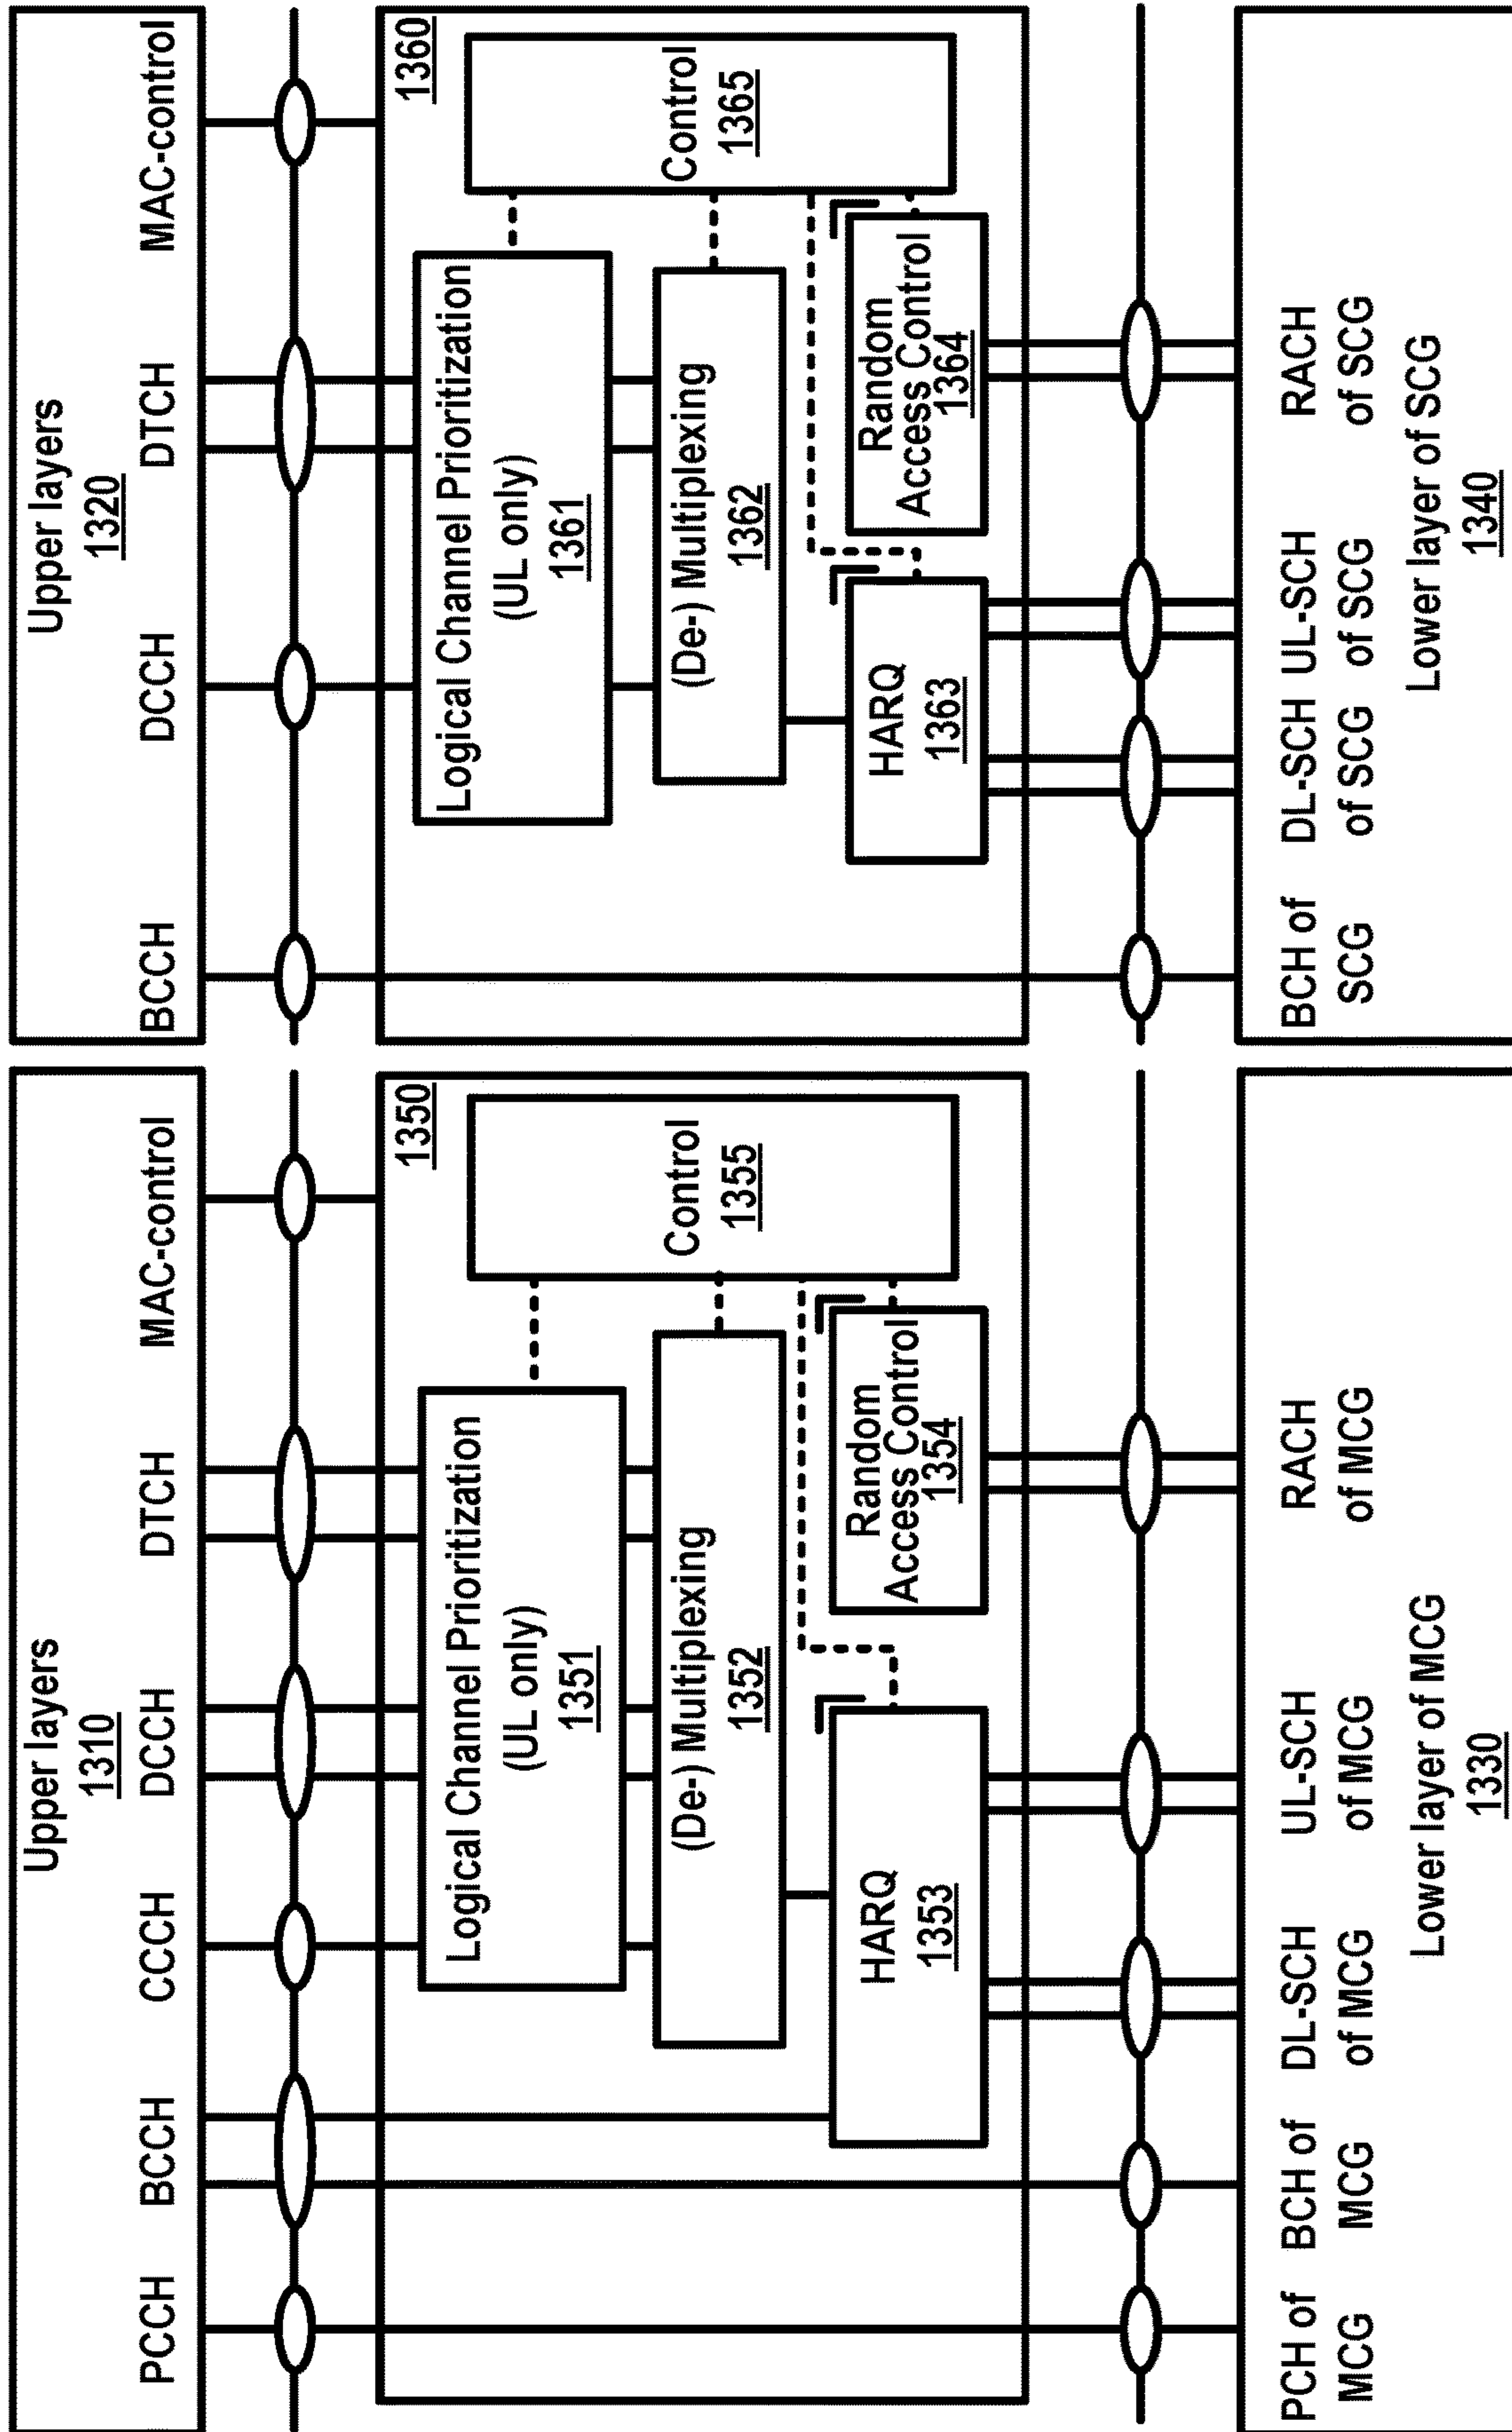 Upper layers
1310
PCCH BCCH CCCH DCCH DTCH MAC-control
1350
Logical Channel Prioritization
(UL only)
1351
(De-) Multiplexing
1352
HARQ
1353
Random
Access Control
1354
Control
1355
PCH of BCH of DL-SCH UL-SCH RACH
MCG MCG of MCG of MCG of MCG
Lower layer of MCG
1330
Upper layers
1320
BCCH DCCH DTCH MAC-control
1360
Logical Channel Prioritization
(UL only)
1361
(De-) Multiplexing
1362
HARQ
1363
Random
Access Control
1364
Control
1365
BCH of DL-SCH UL-SCH RACH
SCG of SCG of SCG of SCG
Lower layer of SCG
1340